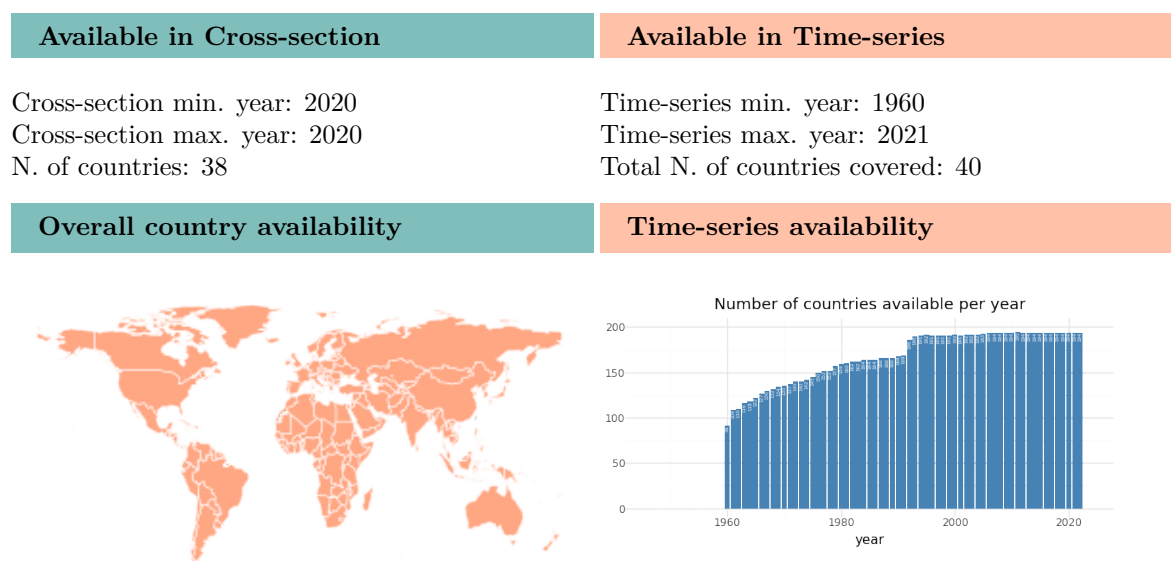 Available in Cross-section
Available in Time-series
Cross-section min. year: 2020
Cross-section max. year: 2020
N. of countries: 38
Time-series min. year: 1960
Time-series max. year: 2021
Total N. of countries covered: 40
Overall country availability
Time-series availability
Number of countries available per year
200
150
100
50
0
1960
1980
2000
2020
year